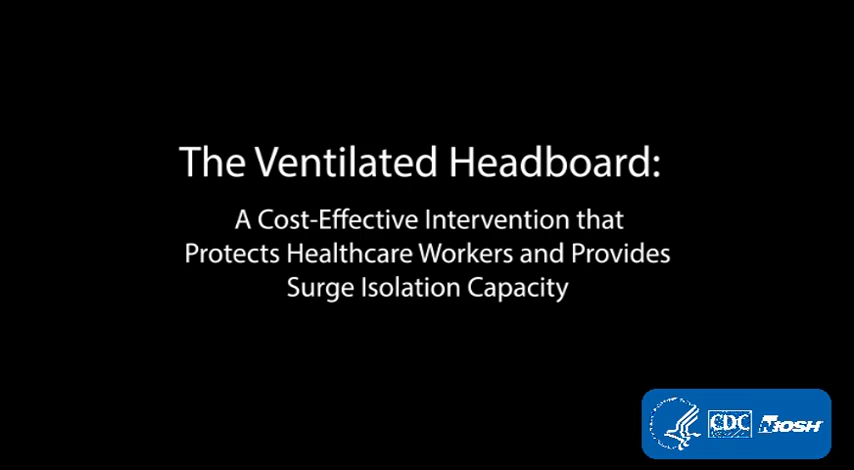 The Ventilated Headboard:
A Cost-Effective Intervention that
Protects Healthcare Workers and Provides
Surge Isolation Capacity
CDC NIOSH